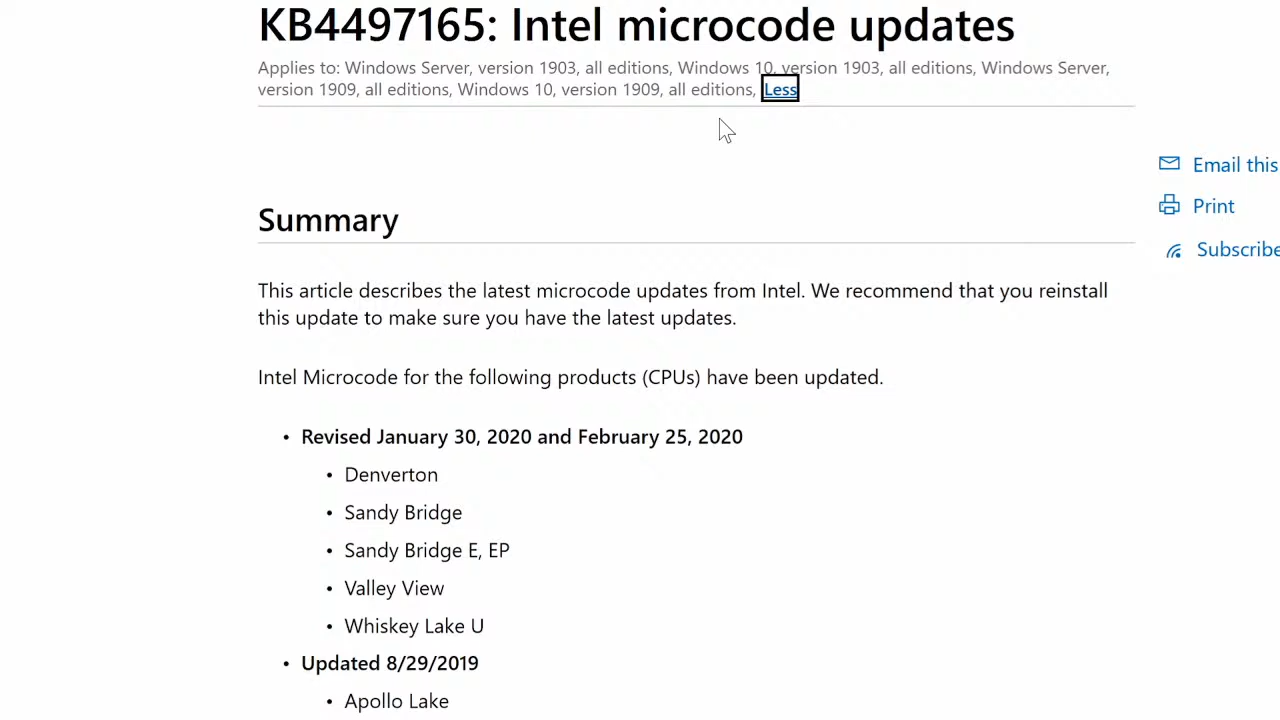 KB4497165: Intel microcode updates
Applies to: Windows Server, version 1903, all editions, Windows 10, version 1903, all editions, Windows Server,
version 1909, all editions, Windows 10, version 1909, all editions, Less
Email this
Print
Subscribe
Summary
This article describes the latest microcode updates from Intel. We recommend that you reinstall
this update to make sure you have the latest updates.
Intel Microcode for the following products (CPUs) have been updated.
• Revised January 30, 2020 and February 25, 2020
• Denverton
• Sandy Bridge
• Sandy Bridge E, EP
• Valley View
• Whiskey Lake U
• Updated 8/29/2019
• Apollo Lake